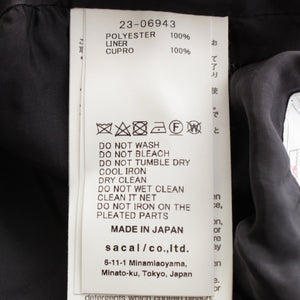 23-06943
POLYESTER 100%
LINER
CUPRO 100%
DO NOT WASH
DO NOT BLEACH
DO NOT TUMBLE DRY
COOL IRON
DRY CLEAN
DO NOT WET CLEAN
CLEAN IT NET
DO NOT IRON ON THE
PLEATED PARTS
MADE IN JAPAN
sacai/co.,ltd.
6-11-1 Minamiaoyama,
Minato-ku, Tokyo, Japan